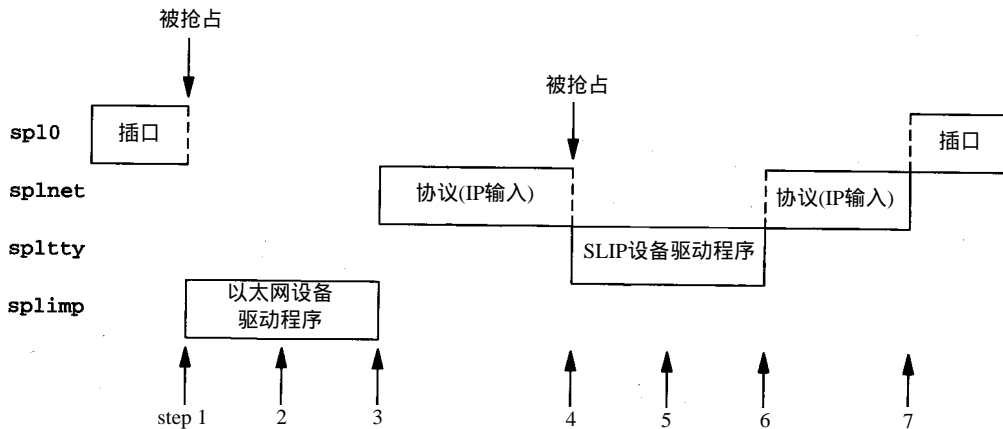 被抢占
被抢占
spl0
插口
插口
splnet
协议(IP输入)
协议(IP输入)
spltty
SLIP设备驱动程序
splimp
以太网设备
驱动程序
step 1
2
3
4
5
6
7